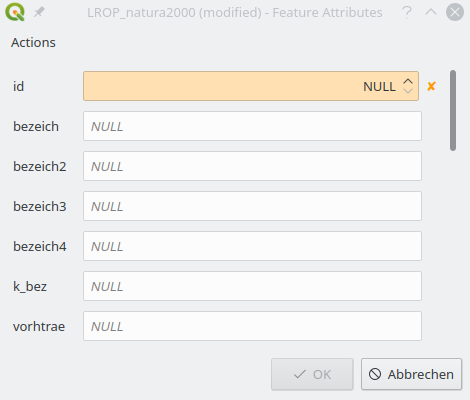 LROP_natura2000 (modified) - Feature Attributes
Actions
id NULL
bezeich NULL
bezeich2 NULL
bezeich3 NULL
bezeich4 NULL
k_bez NULL
vorhtrae NULL
OK Abbrechen